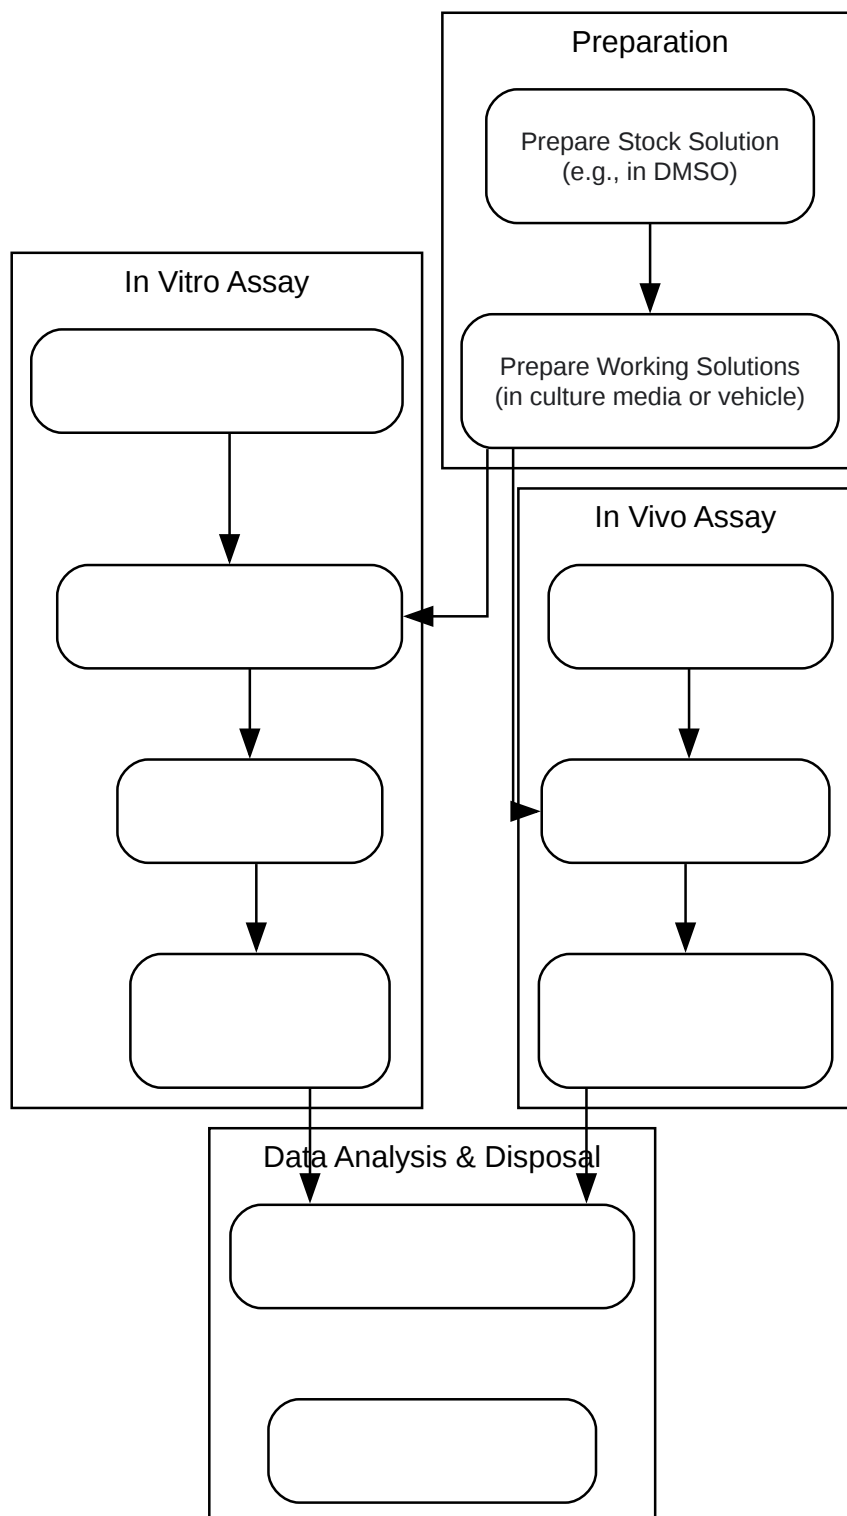 Preparation
Prepare Stock Solution
(e.g., in DMSO)
In Vitro Assay
Prepare Working Solutions
(in culture media or vehicle)
In Vivo Assay
Data Analysis & Disposal